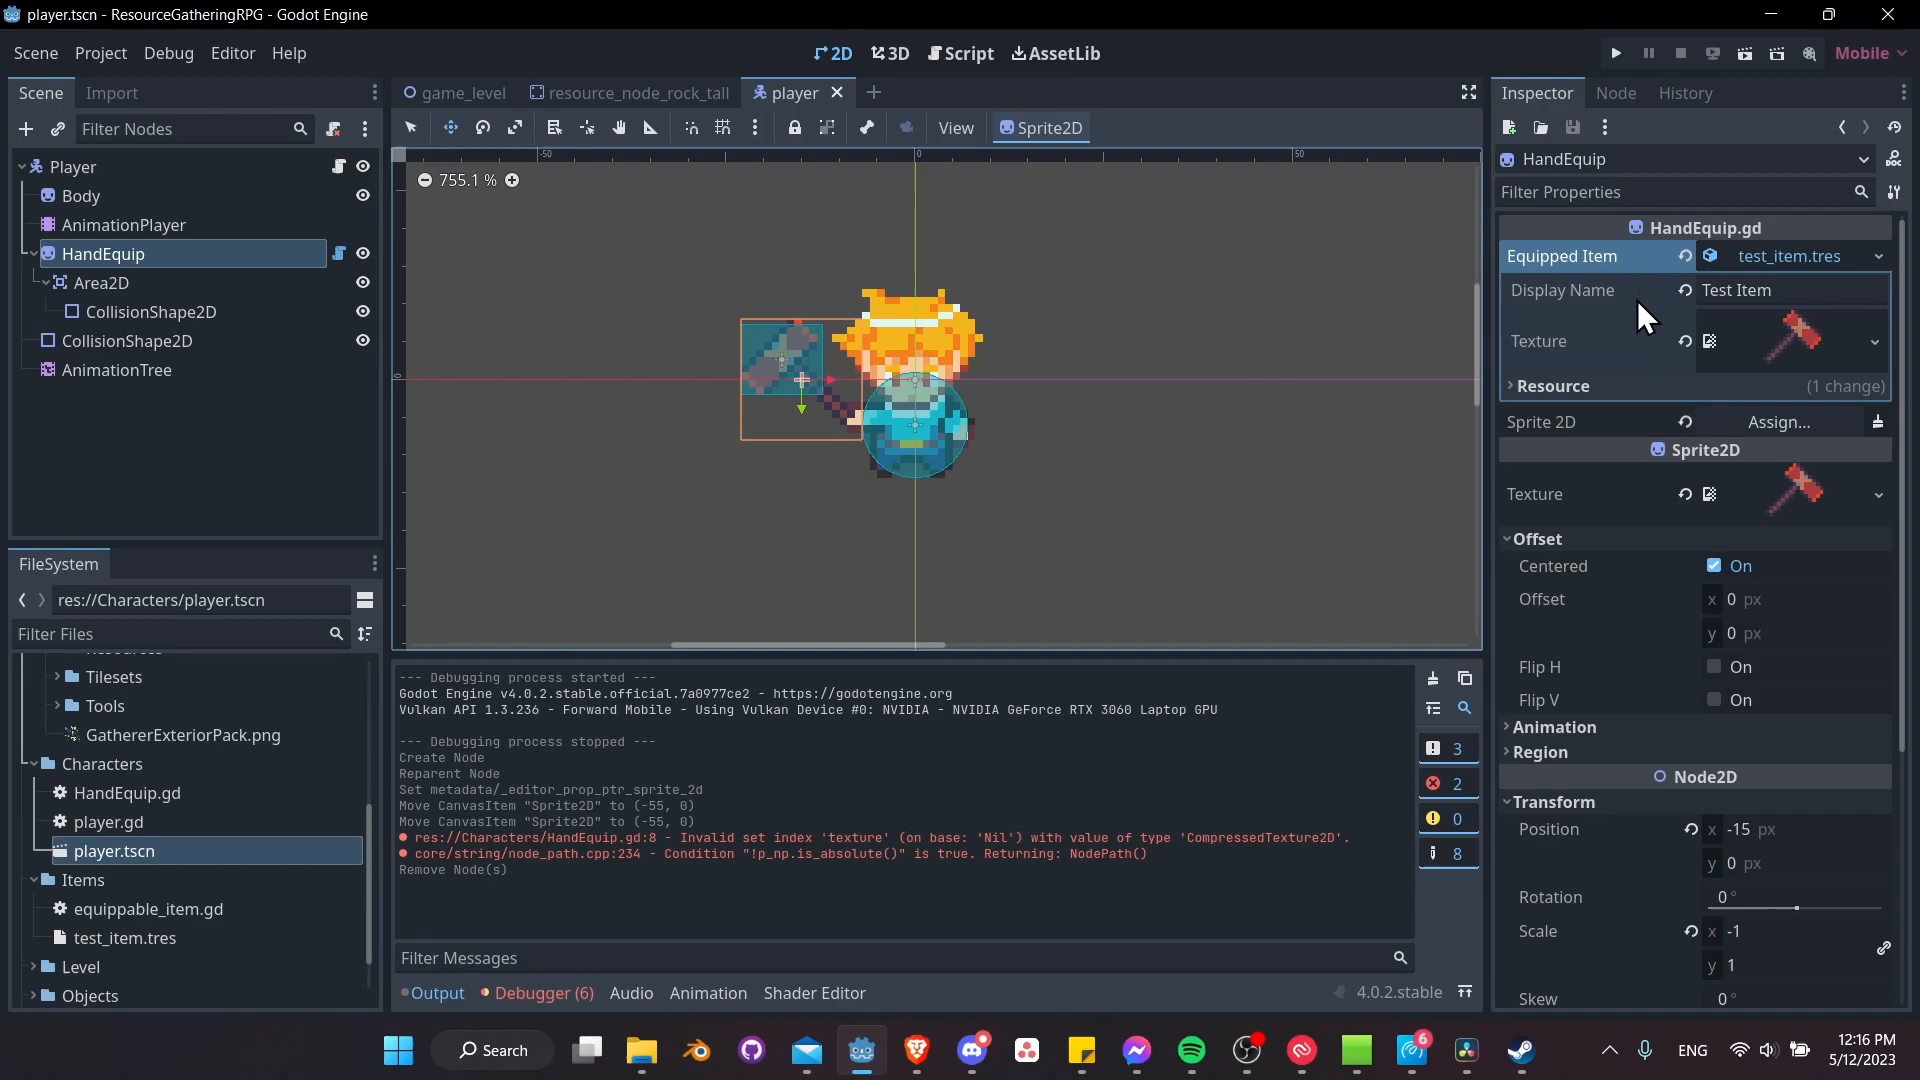 player.tscn - ResourceGatheringRPG - Godot Engine
Scene Project Debug Editor Help
2D 3D Script AssetLib
Mobile
Scene Import
Filter Nodes
Player
Body
AnimationPlayer
HandEquip
Area2D
CollisionShape2D
CollisionShape2D
AnimationTree
FileSystem
res://Characters/player.tscn
Filter Files
Tilesets
Tools
GathererExteriorPack.png
Characters
HandEquip.gd
player.gd
player.tscn
Items
equippable_item.gd
test_item.tres
Level
Objects
game_level resource_node_rock_tall player
View Sprite2D
-50 0 50
755.1 %
0
--- Debugging process started ---
Godot Engine v4.0.2.stable.official.7a0977ce2 - https://godotengine.org
Vulkan API 1.3.236 - Forward Mobile - Using Vulkan Device #0: NVIDIA - NVIDIA GeForce RTX 3060 Laptop GPU
--- Debugging process stopped ---
Create Node
Reparent Node
Set metadata/_editor_prop_ptr_sprite_2d
Move CanvasItem "Sprite2D" to (-55, 0)
Move CanvasItem "Sprite2D" to (-55, 0)
res://Characters/HandEquip.gd:8 - Invalid set index 'texture' (on base: 'Nil') with value of type 'CompressedTexture2D'.
core/string/node_path.cpp:234 - Condition "!p_np.is_absolute()" is true. Returning: NodePath()
Remove Node(s)
3
2
0
8
Filter Messages
Output Debugger (6) Audio Animation Shader Editor
4.0.2.stable
Inspector Node History
HandEquip
Filter Properties
HandEquip.gd
Equipped Item test_item.tres
Display Name Test Item
Texture
Resource (1 change)
Sprite 2D Assign...
Sprite2D
Texture
Offset
Centered On
Offset x 0 px
y 0 px
Flip H On
Flip V On
Animation
Region
Node2D
Transform
Position x -15 px
y 0 px
Rotation 0 °
Scale x -1
y 1
Skew 0°
Search
6
ENG
12:16 PM
5/12/2023